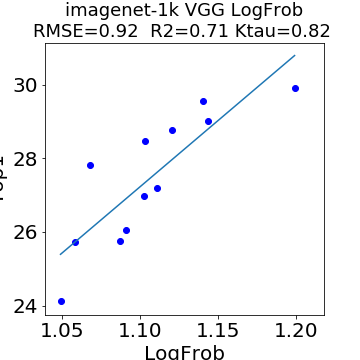 imagenet-1k VGG LogFrob
RMSE=0.92 R2=0.71 Ktau=0.82
30
28
26
24
1.05 1.10 1.15 1.20
LogFrob